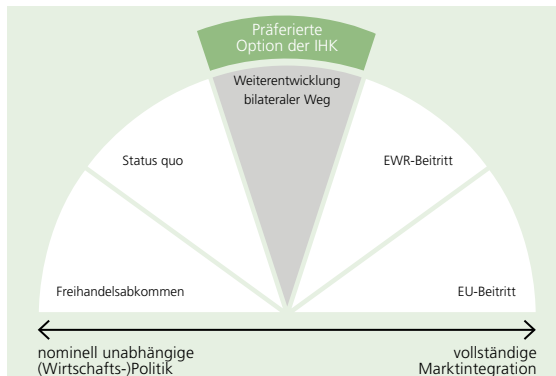 Präferierte
Option der IHK
Weiterentwicklung
bilateraler Weg
Status quo
EWR-Beitritt
Freihandelsabkommen
EU-Beitritt
nominell unabhängige
(Wirtschafts-)Politik
vollständige
Marktintegration